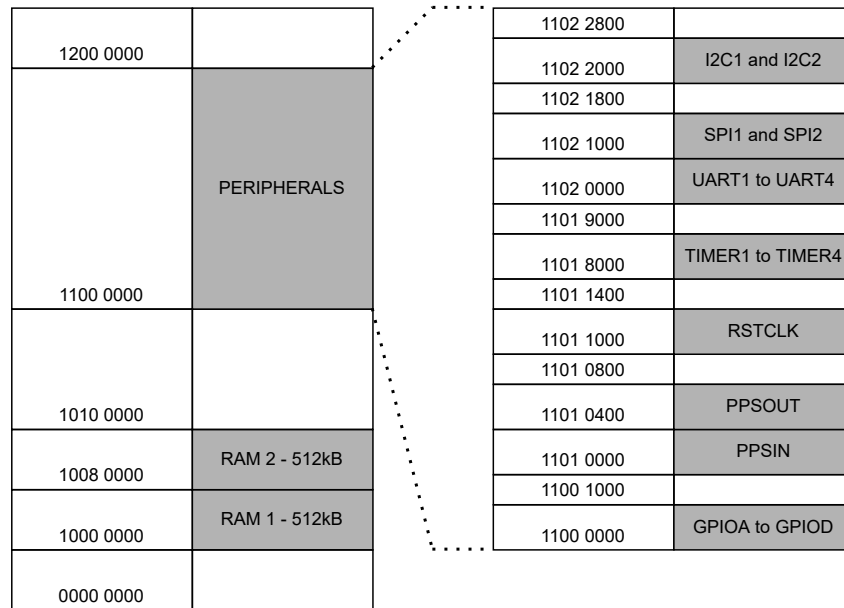 1200 0000
PERIPHERALS
1100 0000
1010 0000
RAM 2 - 512kB
1008 0000
RAM 1 - 512kB
1000 0000
0000 0000
1102 2800
I2C1 and I2C2
1102 2000
1102 1800
SPI1 and SPI2
1102 1000
UART1 to UART4
1102 0000
1101 9000
TIMER1 to TIMER4
1101 8000
1101 1400
RSTCLK
1101 1000
1101 0800
PPSOUT
1101 0400
PPSIN
1101 0000
1100 1000
GPIOA to GPIOD
1100 0000